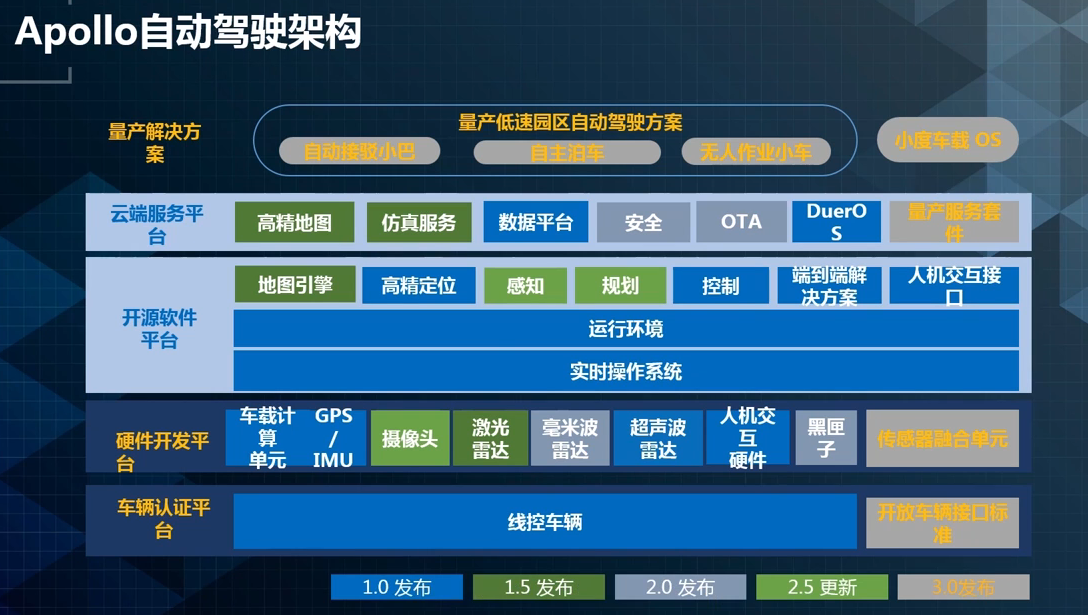 Apollo自动驾驶架构
量产解决方
案
量产低速园区自动驾驶方案
自动接驳小巴
自主泊车
无人作业小车
小度车载 OS
云端服务平
台
高精地图
仿真服务
数据平台
安全
OTA
DuerO
S
量产服务套
件
开源软件
平台
地图引擎
高精定位
感知
规划
控制
端到端解
决方案
人机交互接
口
运行环境
实时操作系统
硬件开发平
台
车载计
算
单元
GPS
/
IMU
摄像头
激光
雷达
毫米波
雷达
超声波
雷达
人机交
互
硬件
黑匣
子
传感器融合单元
车辆认证平
台
线控车辆
开放车辆接口标
准
1.0 发布
1.5 发布
2.0 发布
2.5 更新
3.0发布